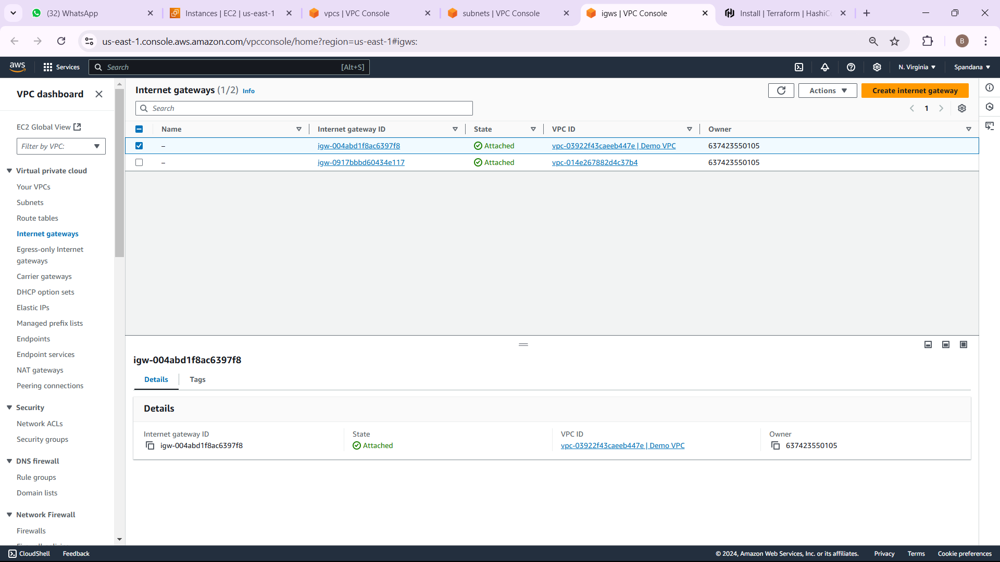 (32) WhatsApp
Instances | EC2 | us-east-1
vpcs | VPC Console
subnets | VPC Console
igws | VPC Console
Install | Terraform | HashiCo
us-east-1.console.aws.amazon.com/vpcconsole/home?region=us-east-1#igws:
B
aws
Services
Search
[Alt+S]
N. Virginia
Spandana
VPC dashboard
EC2 Global View
Filter by VPC:
Virtual private cloud
Your VPCs
Subnets
Route tables
Internet gateways
Egress-only Internet
gateways
Carrier gateways
DHCP option sets
Elastic IPs
Managed prefix lists
Endpoints
Endpoint services
NAT gateways
Peering connections
Security
Network ACLs
Security groups
DNS firewall
Rule groups
Domain lists
Network Firewall
Firewalls
Internet gateways (1/2) Info
Actions
Create internet gateway
Search
1
Name Internet gateway ID State VPC ID Owner
– igw-004abd1f8ac6397f8 Attached vpc-03922f43caeeb447e | Demo VPC 637423550105
– igw-0917bbbd60434e117 Attached vpc-014e267882d4c37b4 637423550105
igw-004abd1f8ac6397f8
Details Tags
Details
Internet gateway ID State VPC ID Owner
igw-004abd1f8ac6397f8 Attached vpc-03922f43caeeb447e | Demo VPC 637423550105
CloudShell Feedback © 2024, Amazon Web Services, Inc. or its affiliates. Privacy Terms Cookie preferences